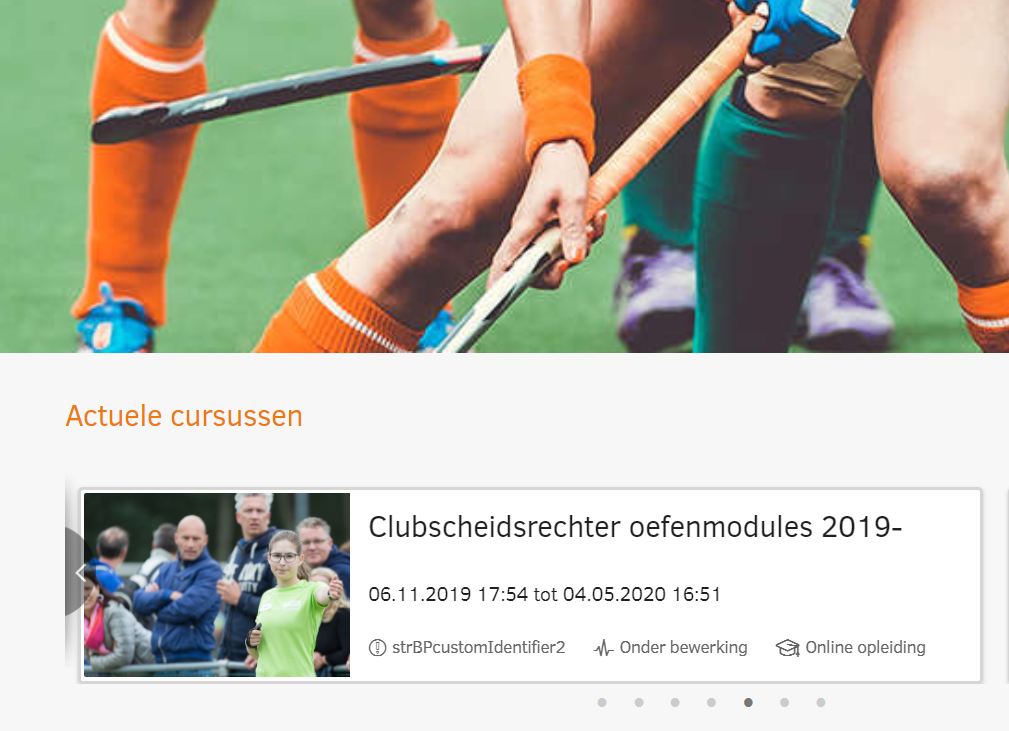 Actuele cursussen
Clubscheidsrechter oefenmodules 2019-
06.11.2019 17:54 tot 04.05.2020 16:51
strBPcustomIdentifier2 Onder bewerking Online opleiding